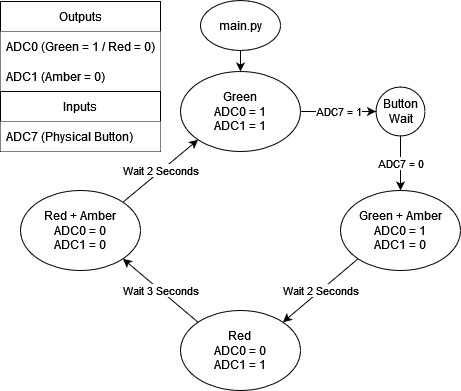 Outputs
ADC0 (Green = 1 / Red = 0)
ADC1 (Amber = 0)
Inputs
ADC7 (Physical Button)
main.py
Green
ADC0 = 1
ADC1 = 1
ADC7 = 1
Button
Wait
ADC7 = 0
Green + Amber
ADC0 = 1
ADC1 = 0
Wait 2 Seconds
Red
ADC0 = 0
ADC1 = 1
Wait 3 Seconds
Red + Amber
ADC0 = 0
ADC1 = 0
Wait 2 Seconds